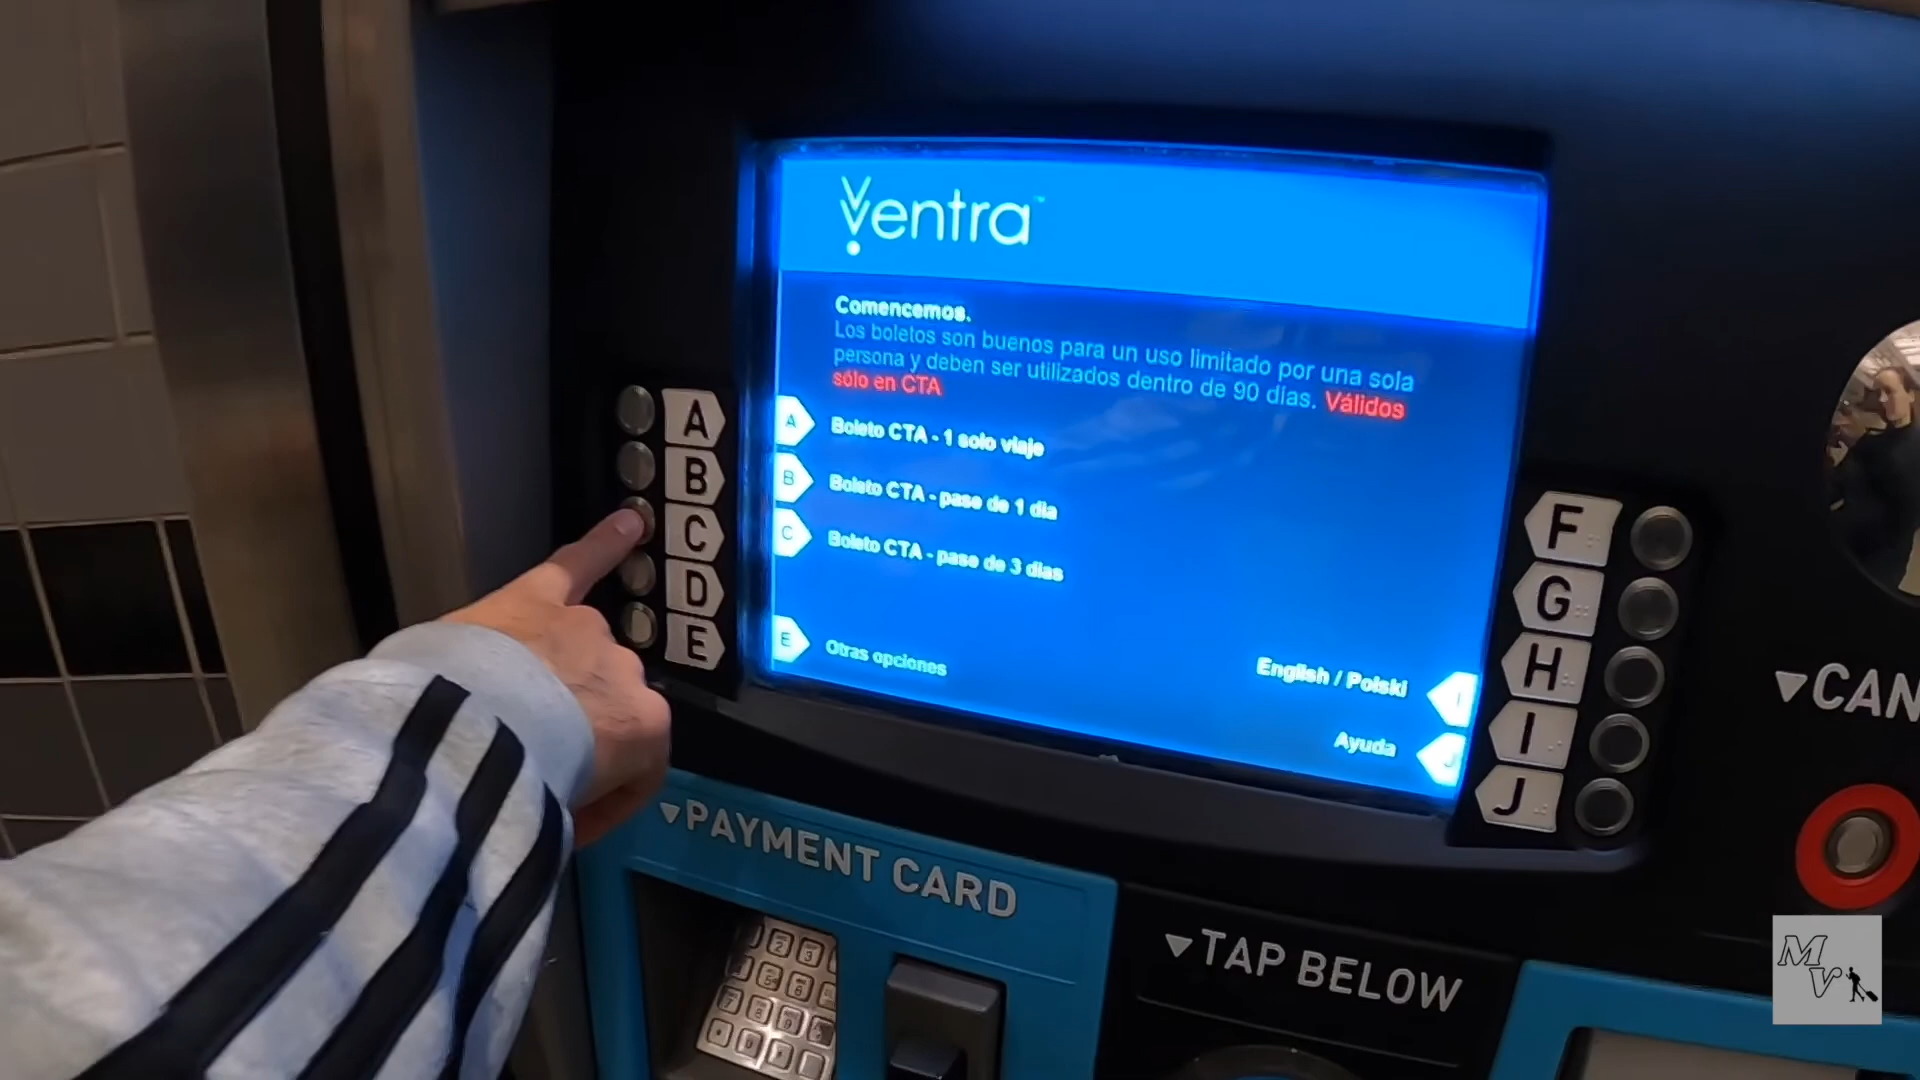 Ventra
Comencemos.
Los boletos son buenos para un uso limitado por una sola
persona y deben ser utilizados dentro de 90 días. Válidos
sólo en CTA
A Boleto CTA - 1 solo viaje
B Boleto CTA - pase de 1 día
C Boleto CTA - pase de 3 días
E Otras opciones
English / Polski I
Ayuda J
A
B
C
D
E
F
G
H
I
J
CAN
PAYMENT CARD
TAP BELOW
MV